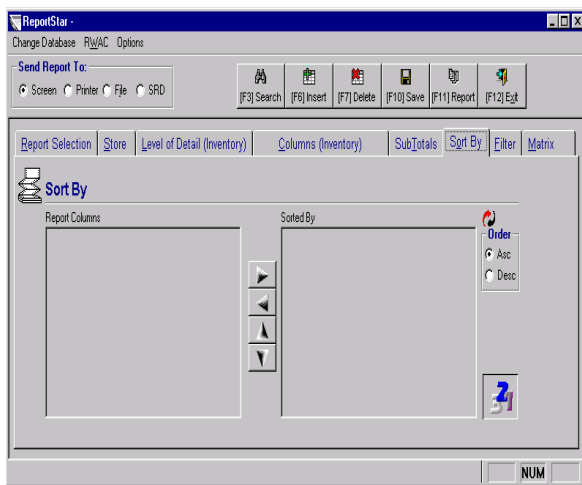 ReportStar -
Change Database RWAC Options
Send Report To:
Screen Printer File SRD
[F3] Search [F6] Insert [F7] Delete [F10] Save [F11] Report [F12] Exit
Report Selection Store Level of Detail (Inventory) Columns (Inventory) SubTotals Sort By Filter Matrix
Sort By
Report Columns Sorted By
Order
Asc
Desc
321
NUM